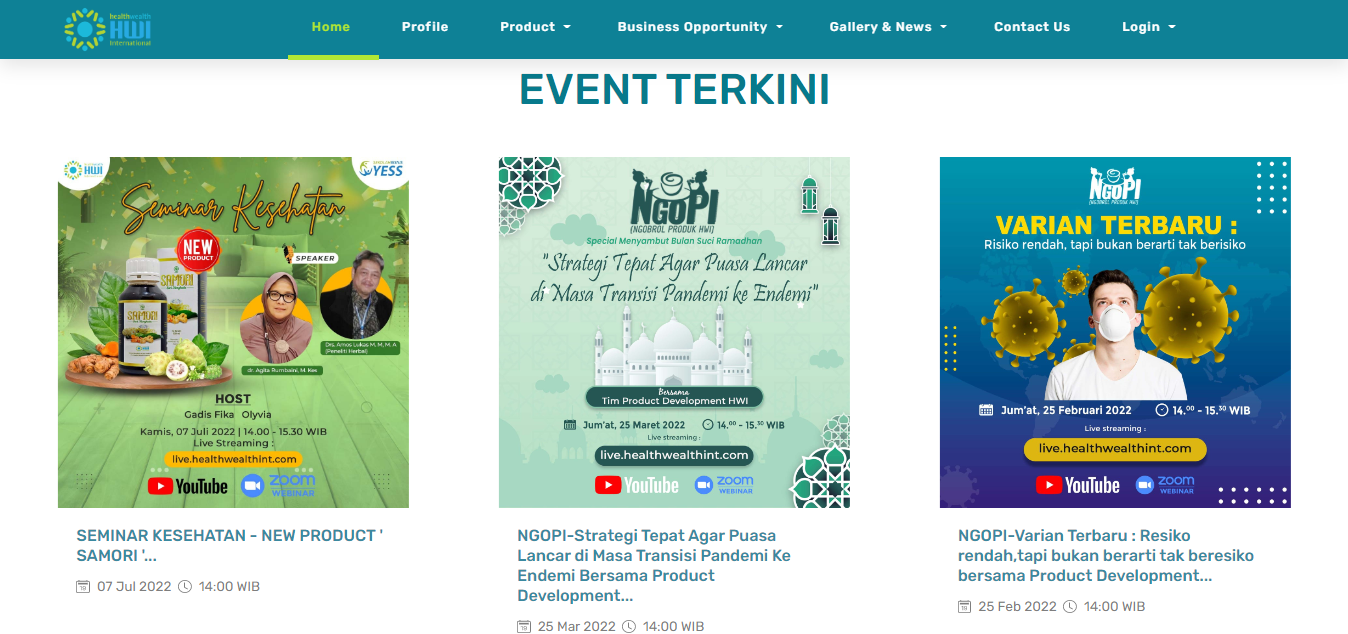 healthwealth
HWI
International
Home
Profile
Product
Business Opportunity
Gallery & News
Contact Us
Login
EVENT TERKINI
HWI
YESS
Seminar Kesehatan
NEW
PRODUCT
SPEAKER
SAMORI
SAMORI
Drs. Amos Lukas M, M. A
(Peneliti Herbal)
dr. Agita Rumbaini, M. Kes
HOST
Gadis Fika Olyvia
Kamis, 07 Juli 2022 | 14.00 - 15.30 WIB
Live Streaming :
live.healthwealthint.com
YouTube
zoom
WEBINAR
SEMINAR KESEHATAN - NEW PRODUCT '
SAMORI '...
07 Jul 2022
14:00 WIB
NGOPI
(NGOBROL PRODUK HWI)
Special Menyambut Bulan Suci Ramadhan
"Strategi Tepat Agar Puasa Lancar
di Masa Transisi Pandemi ke Endemi"
Bersama
Tim Product Development HWI
Jum'at, 25 Maret 2022
14.00 - 15.30 WIB
Live streaming :
live.healthwealthint.com
YouTube
zoom
WEBINAR
NGOPI-Strategi Tepat Agar Puasa
Lancar di Masa Transisi Pandemi Ke
Endemi Bersama Product
Development...
25 Mar 2022
14:00 WIB
NGOPI
(NGOBROL PRODUK HWI)
VARIAN TERBARU :
Risiko rendah, tapi bukan berarti tak berisiko
Jum'at, 25 Februari 2022
14.00 - 15.30 WIB
Live streaming :
live.healthwealthint.com
YouTube
zoom
WEBINAR
NGOPI-Varian Terbaru : Resiko
rendah,tapi bukan berarti tak beresiko
bersama Product Development...
25 Feb 2022
14:00 WIB